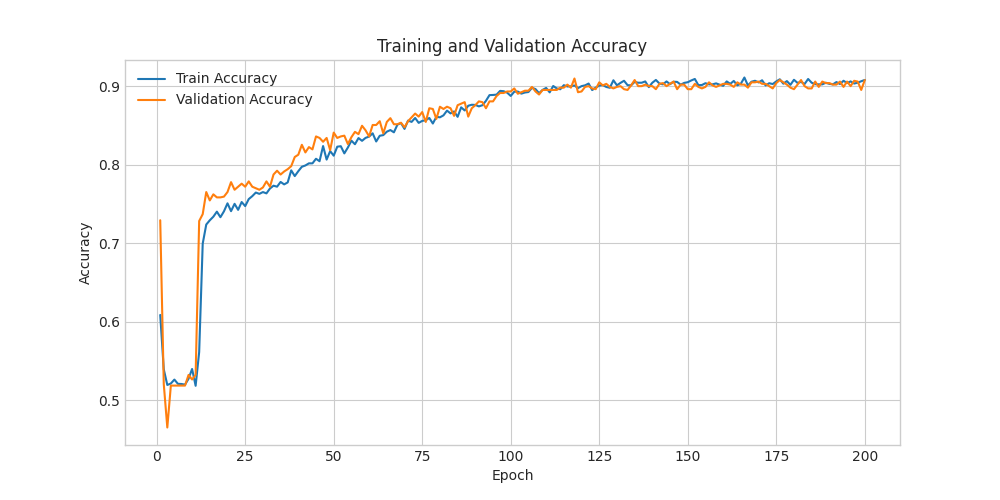 Training and Validation Accuracy
Train Accuracy
Validation Accuracy
Accuracy
0.9
0.8
0.7
0.6
0.5
0 25 50 75 100 125 150 175 200
Epoch